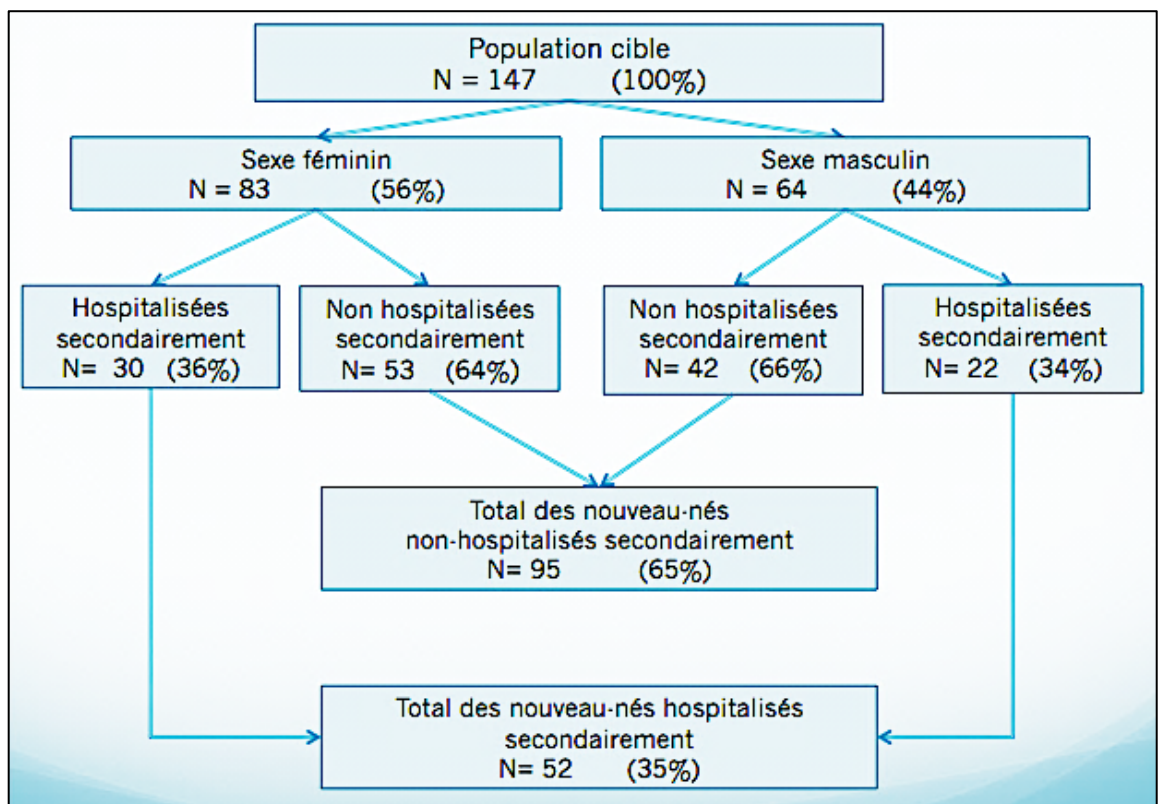 Population cible
N = 147 (100%)
Sexe féminin
N = 83 (56%)
Sexe masculin
N = 64 (44%)
Hospitalisées
secondairement
N= 30 (36%)
Non hospitalisées
secondairement
N= 53 (64%)
Non hospitalisées
secondairement
N= 42 (66%)
Hospitalisées
secondairement
N= 22 (34%)
Total des nouveau-nés
non-hospitalisés secondairement
N= 95 (65%)
Total des nouveau-nés hospitalisés
secondairement
N= 52 (35%)